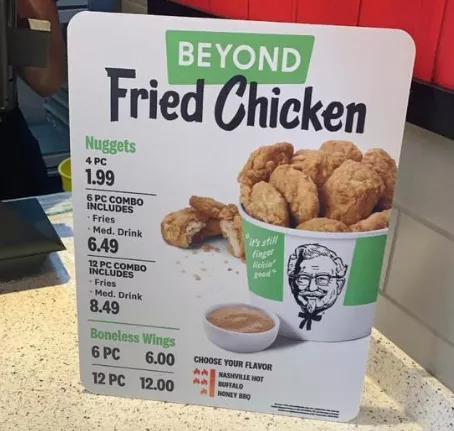 BEYOND
Fried Chicken
Nuggets
4 PC
1.99
6 PC COMBO
INCLUDES
· Fries
· Med. Drink
6.49
12 PC COMBO
INCLUDES
· Fries
· Med. Drink
8.49
Boneless Wings
6 PC 6.00
12 PC 12.00
"it's still
finger
lickin'
good"
CHOOSE YOUR FLAVOR
NASHVILLE HOT
BUFFALO
HONEY BBQ